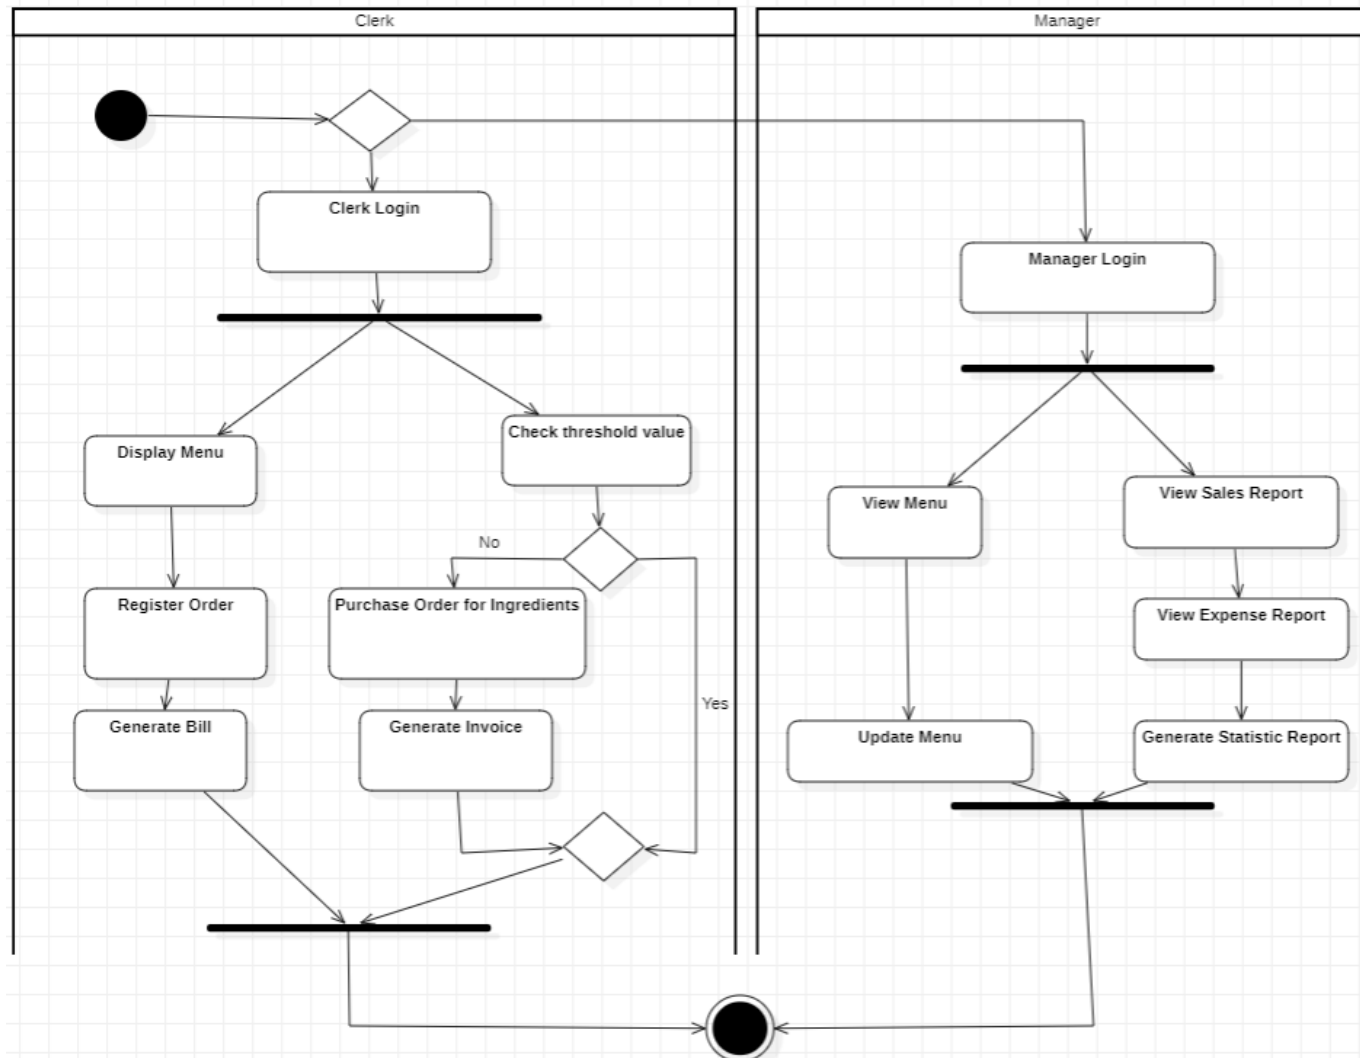 Clerk
Manager
Clerk Login
Manager Login
Check threshold value
Display Menu
View Menu
View Sales Report
No
Register Order
Purchase Order for Ingredients
View Expense Report
Yes
Generate Bill
Generate Invoice
Update Menu
Generate Statistic Report